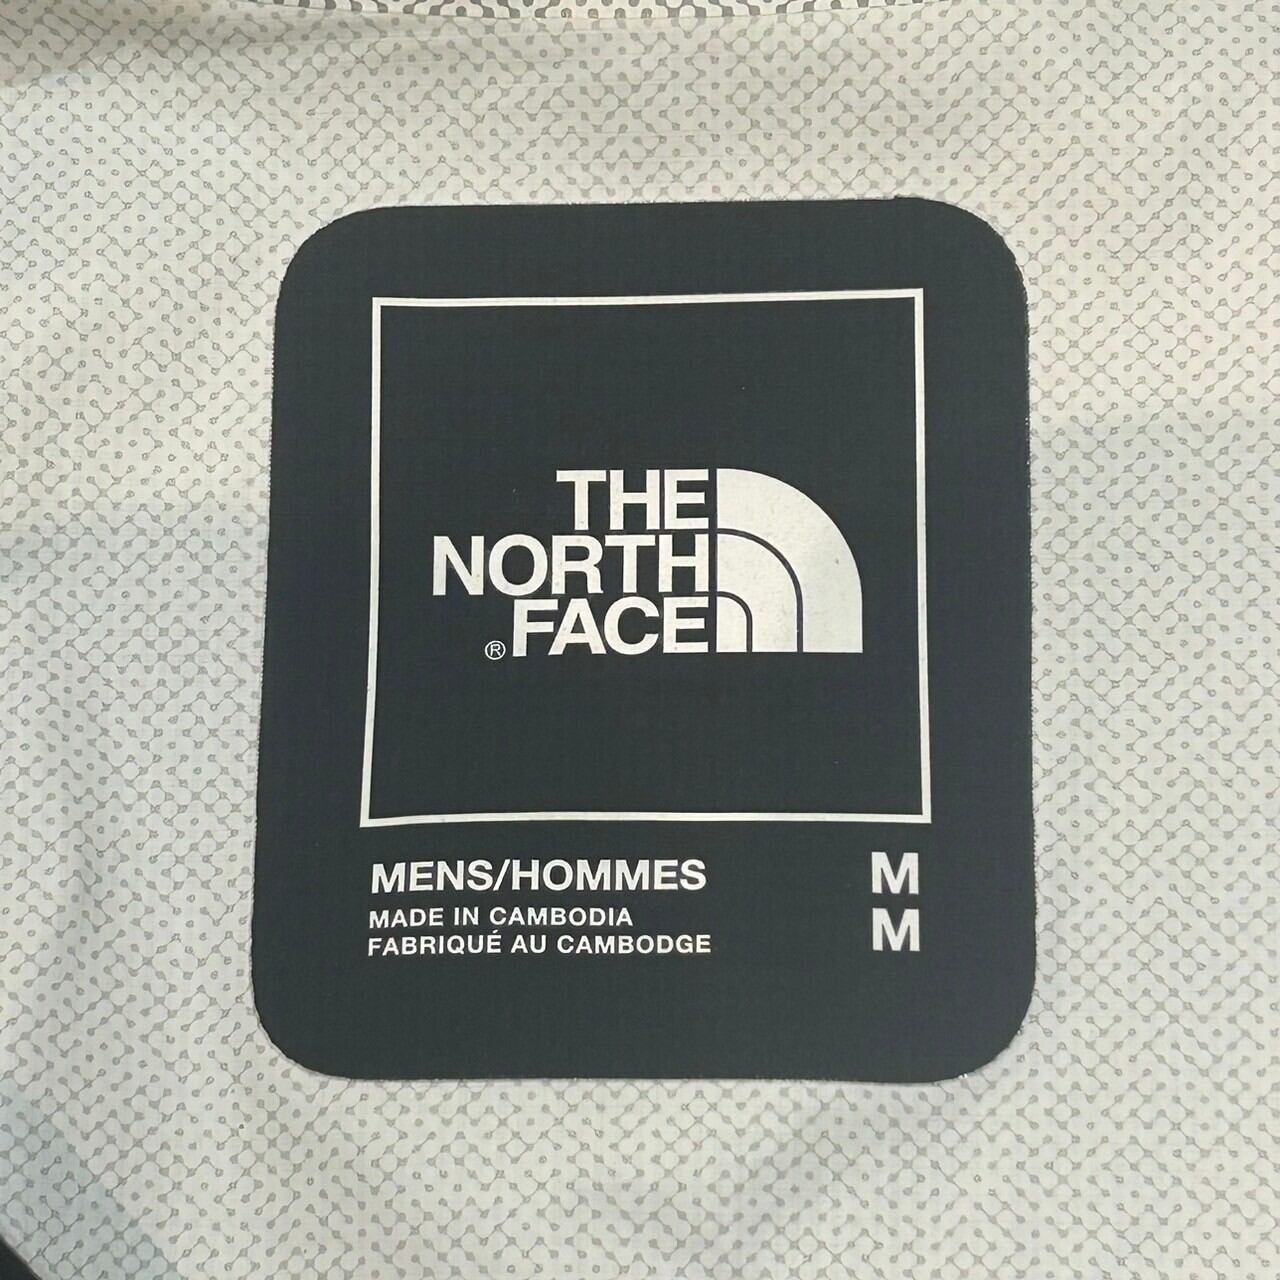 THE
NORTH
® FACE
MENS/HOMMES M
MADE IN CAMBODIA M
FABRIQUÉ AU CAMBODGE